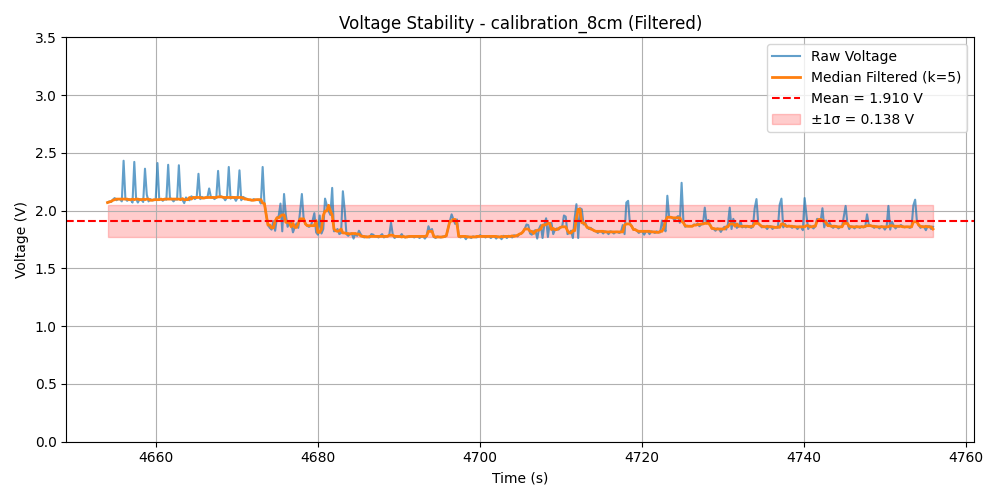 Voltage Stability - calibration_8cm (Filtered)
Raw Voltage
Median Filtered (k=5)
Mean = 1.910 V
±1σ = 0.138 V
Voltage (V)
3.5
3.0
2.5
2.0
1.5
1.0
0.5
0.0
4660 4680 4700 4720 4740 4760
Time (s)